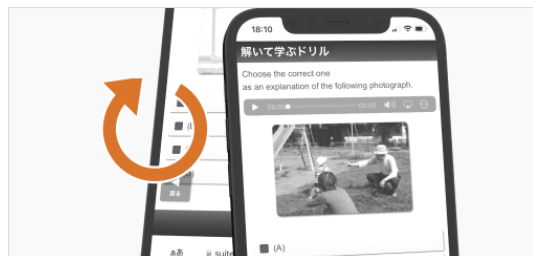 18:10
解いて学ぶドリル
Choose the correct one
as an explanation of the following photograph.
00:00
00:00
(A)
戻る
ぁあ
suite